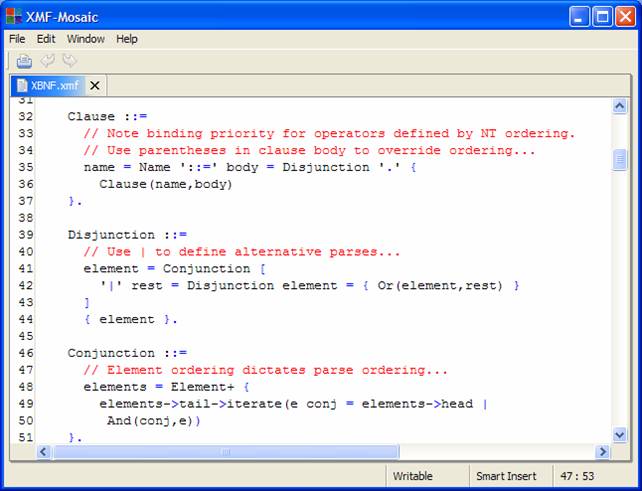 XMF-Mosaic
File Edit Window Help
XBNF.xmf
31
32 Clause ::=
33 // Note binding priority for operators defined by NT ordering.
34 // Use parentheses in clause body to override ordering...
35 name = Name '::=' body = Disjunction '.' {
36 Clause(name,body)
37 }.
38
39 Disjunction ::=
40 // Use | to define alternative parses...
41 element = Conjunction [
42 '|' rest = Disjunction element = { Or(element,rest) }
43 ]
44 { element }.
45
46 Conjunction ::=
47 // Element ordering dictates parse ordering...
48 elements = Element+ {
49 elements->tail->iterate(e conj = elements->head |
50 And(conj,e))
51 }.
Writable Smart Insert 47 : 53